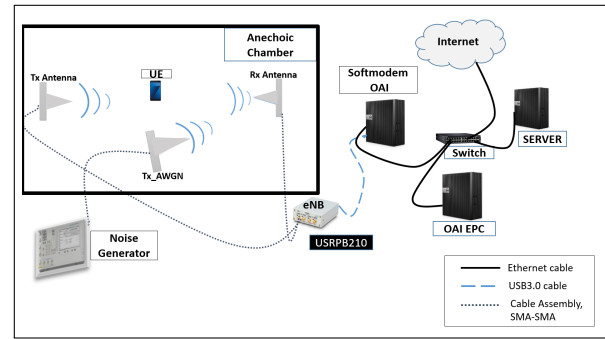 Anechoic
Chamber
Internet
Tx Antenna
UE
Rx Antenna
Softmodem
OAI
SERVER
Switch
Tx_AWGN
eNB
OAI EPC
USRPB210
Noise
Generator
Ethernet cable
USB3.0 cable
Cable Assembly,
SMA-SMA